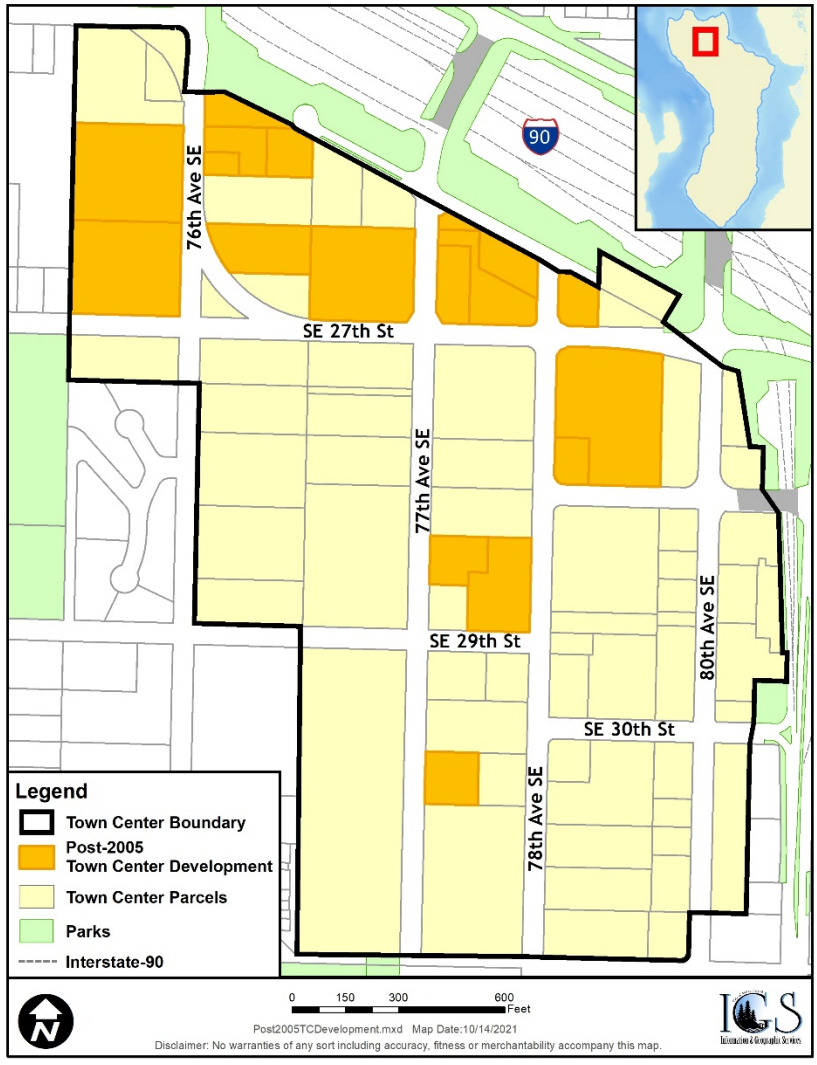 90
76th Ave SE
SE 27th St
77th Ave SE
80th Ave SE
SE 29th St
SE 30th St
78th Ave SE
Legend
Town Center Boundary
Post-2005
Town Center Development
Town Center Parcels
Parks
Interstate-90
N
0 150 300 600
Feet
Post2005TCDevelopment.mxd Map Date:10/14/2021
Disclaimer: No warranties of any sort including accuracy, fitness or merchantability accompany this map.
IGS
Information & Geographic Services